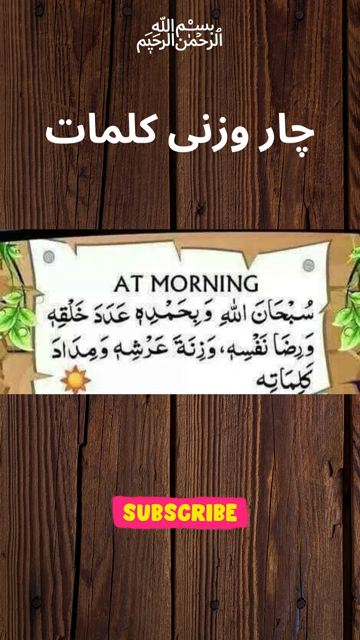 بِسْمِ اللهِ
الرَّحْمٰنِ الرَّحِيْمِ
چار وزنی کلمات
AT MORNING
سُبْحَانَ اللّٰهِ وَ بِحَمْدِهٖ عَدَدَ خَلْقِهٖ
وَرِضَا نَفْسِهٖ، وَزِنَةَ عَرْشِهٖ وَمِدَادَ
كَلِمَاتِهٖ
SUBSCRIBE